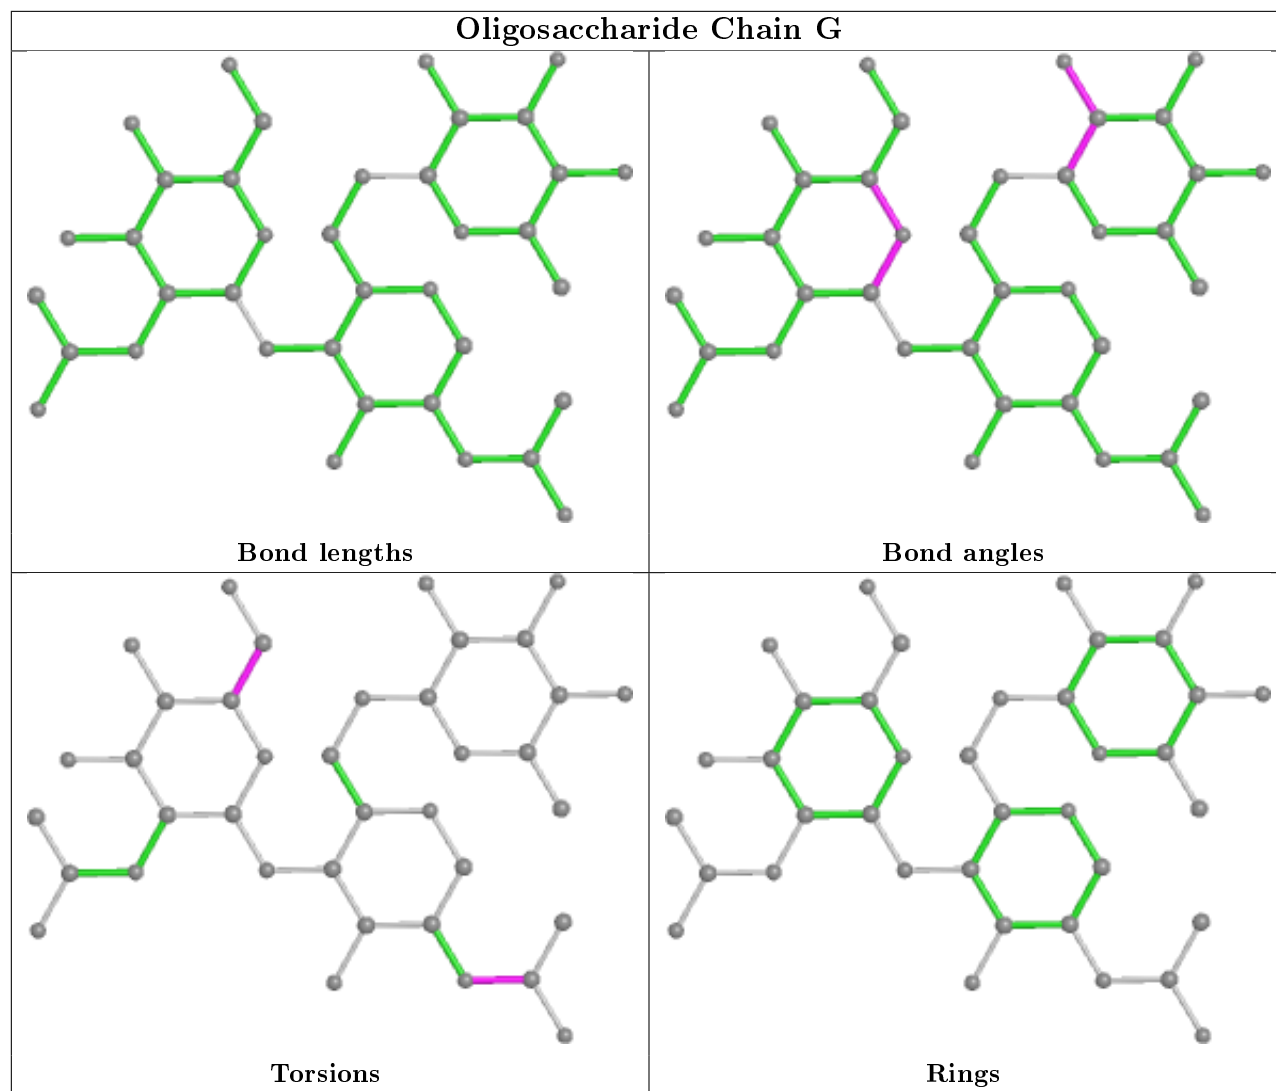 Oligosaccharide Chain G
Bond lengths
Bond angles
Torsions
Rings